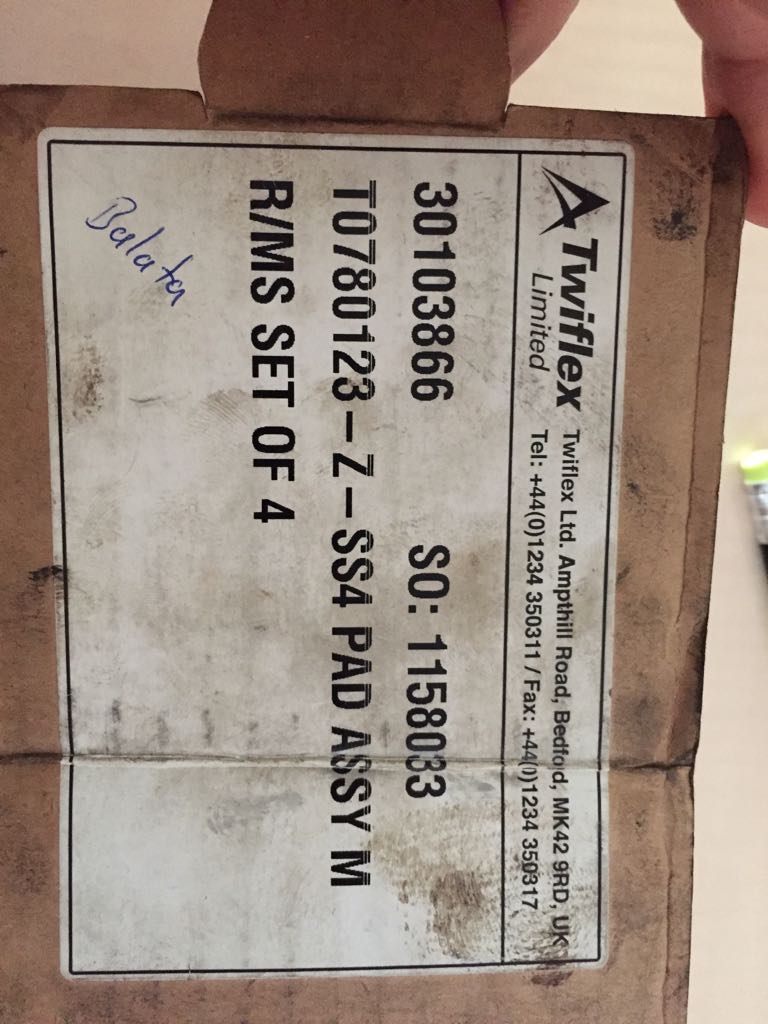 Twiflex
Limited
Twiflex Ltd. Ampthill Road, Bedford, MK42 9RD, UK
Tel: +44(0)1234 350311 / Fax: +44(0)1234 350317
30103866 SO: 1158033
T0780123-Z-SS4 PAD ASSY M
R/MS SET OF 4
Balata